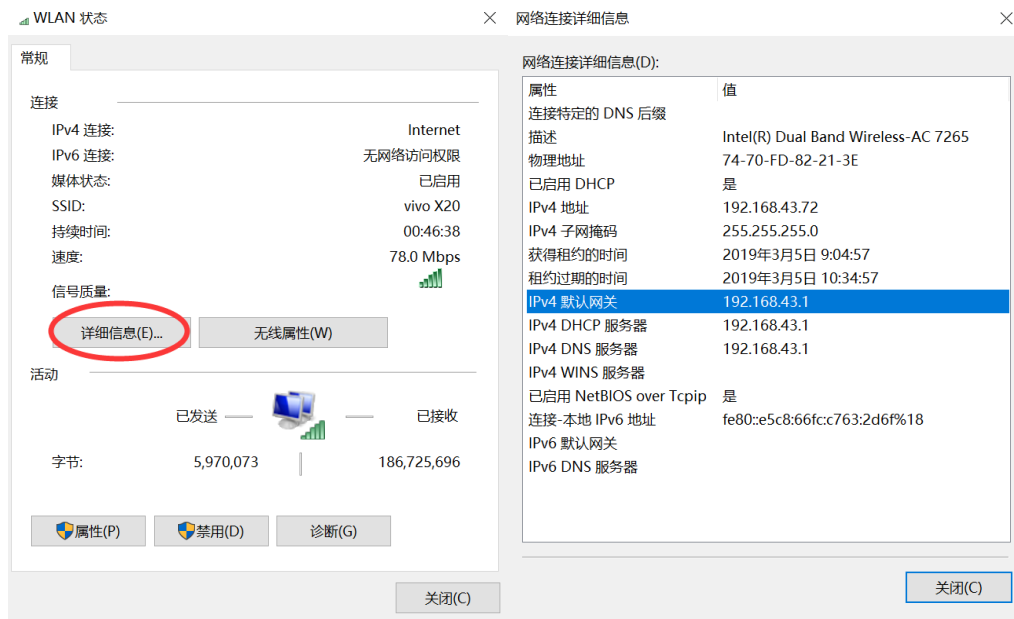 WLAN 状态
常规
连接
IPv4 连接: Internet
IPv6 连接: 无网络访问权限
媒体状态: 已启用
SSID: vivo X20
持续时间: 00:46:38
速度: 78.0 Mbps
信号质量:
详细信息(E)... 无线属性(W)
活动
已发送 已接收
字节: 5,970,073 186,725,696
属性(P) 禁用(D) 诊断(G)
关闭(C)
网络连接详细信息
网络连接详细信息(D):
属性 值
连接特定的 DNS 后缀
描述 Intel(R) Dual Band Wireless-AC 7265
物理地址 74-70-FD-82-21-3E
已启用 DHCP 是
IPv4 地址 192.168.43.72
IPv4 子网掩码 255.255.255.0
获得租约的时间 2019年3月5日 9:04:57
租约过期的时间 2019年3月5日 10:34:57
IPv4 默认网关 192.168.43.1
IPv4 DHCP 服务器 192.168.43.1
IPv4 DNS 服务器 192.168.43.1
IPv4 WINS 服务器
已启用 NetBIOS over Tcpip 是
连接-本地 IPv6 地址 fe80::e5c8:66fc:c763:2d6f%18
IPv6 默认网关
IPv6 DNS 服务器
关闭(C)